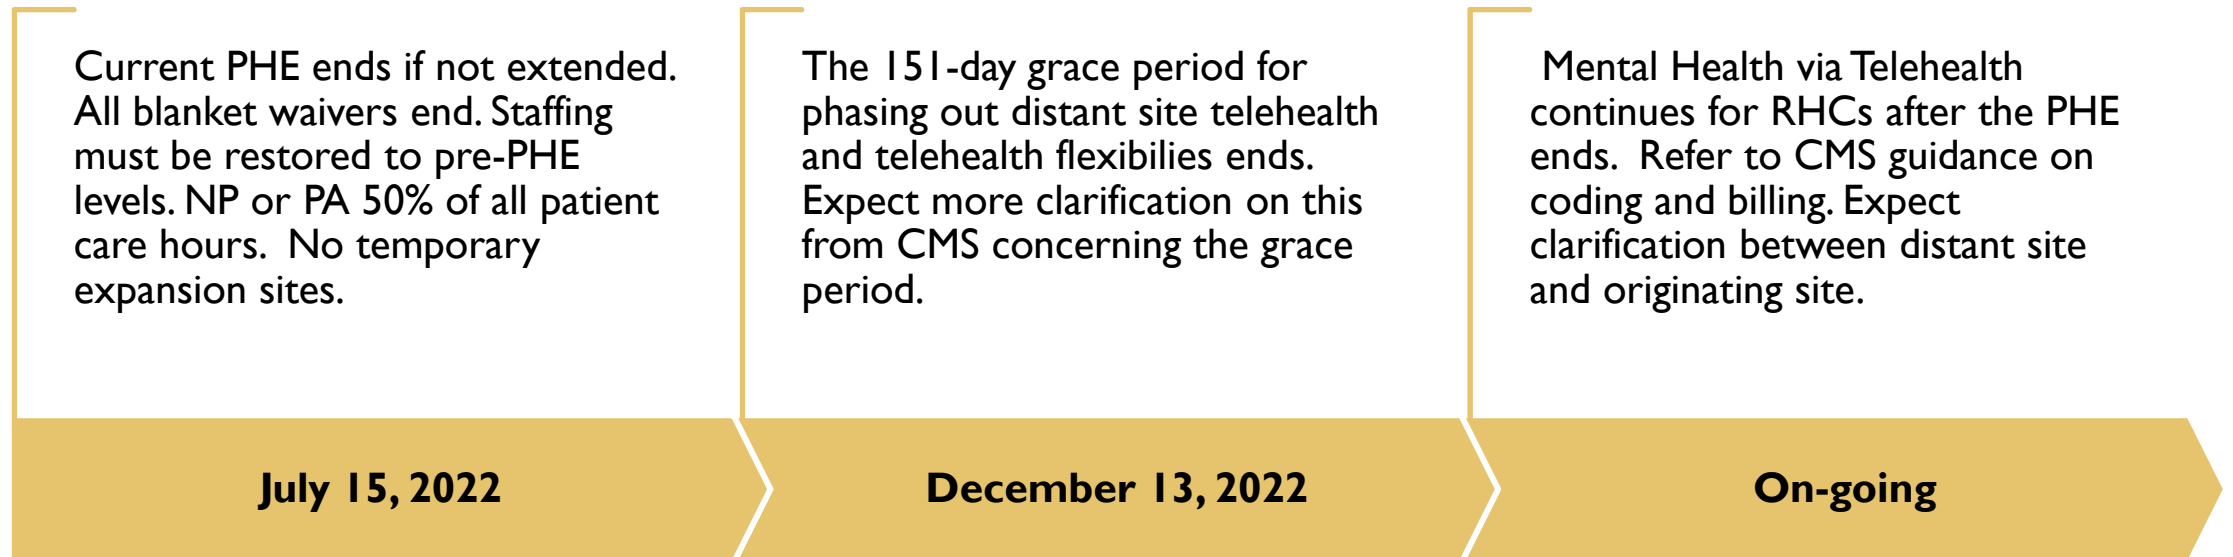 Current PHE ends if not extended.
All blanket waivers end. Staffing
must be restored to pre-PHE
levels. NP or PA 50% of all patient
care hours.  No temporary
expansion sites.
July 15, 2022
The 151-day grace period for
phasing out distant site telehealth
and telehealth flexibilies ends.
Expect more clarification on this
from CMS concerning the grace
period.
December 13, 2022
Mental Health via Telehealth
continues for RHCs after the PHE
ends.  Refer to CMS guidance on
coding and billing. Expect
clarification between distant site
and originating site.
On-going